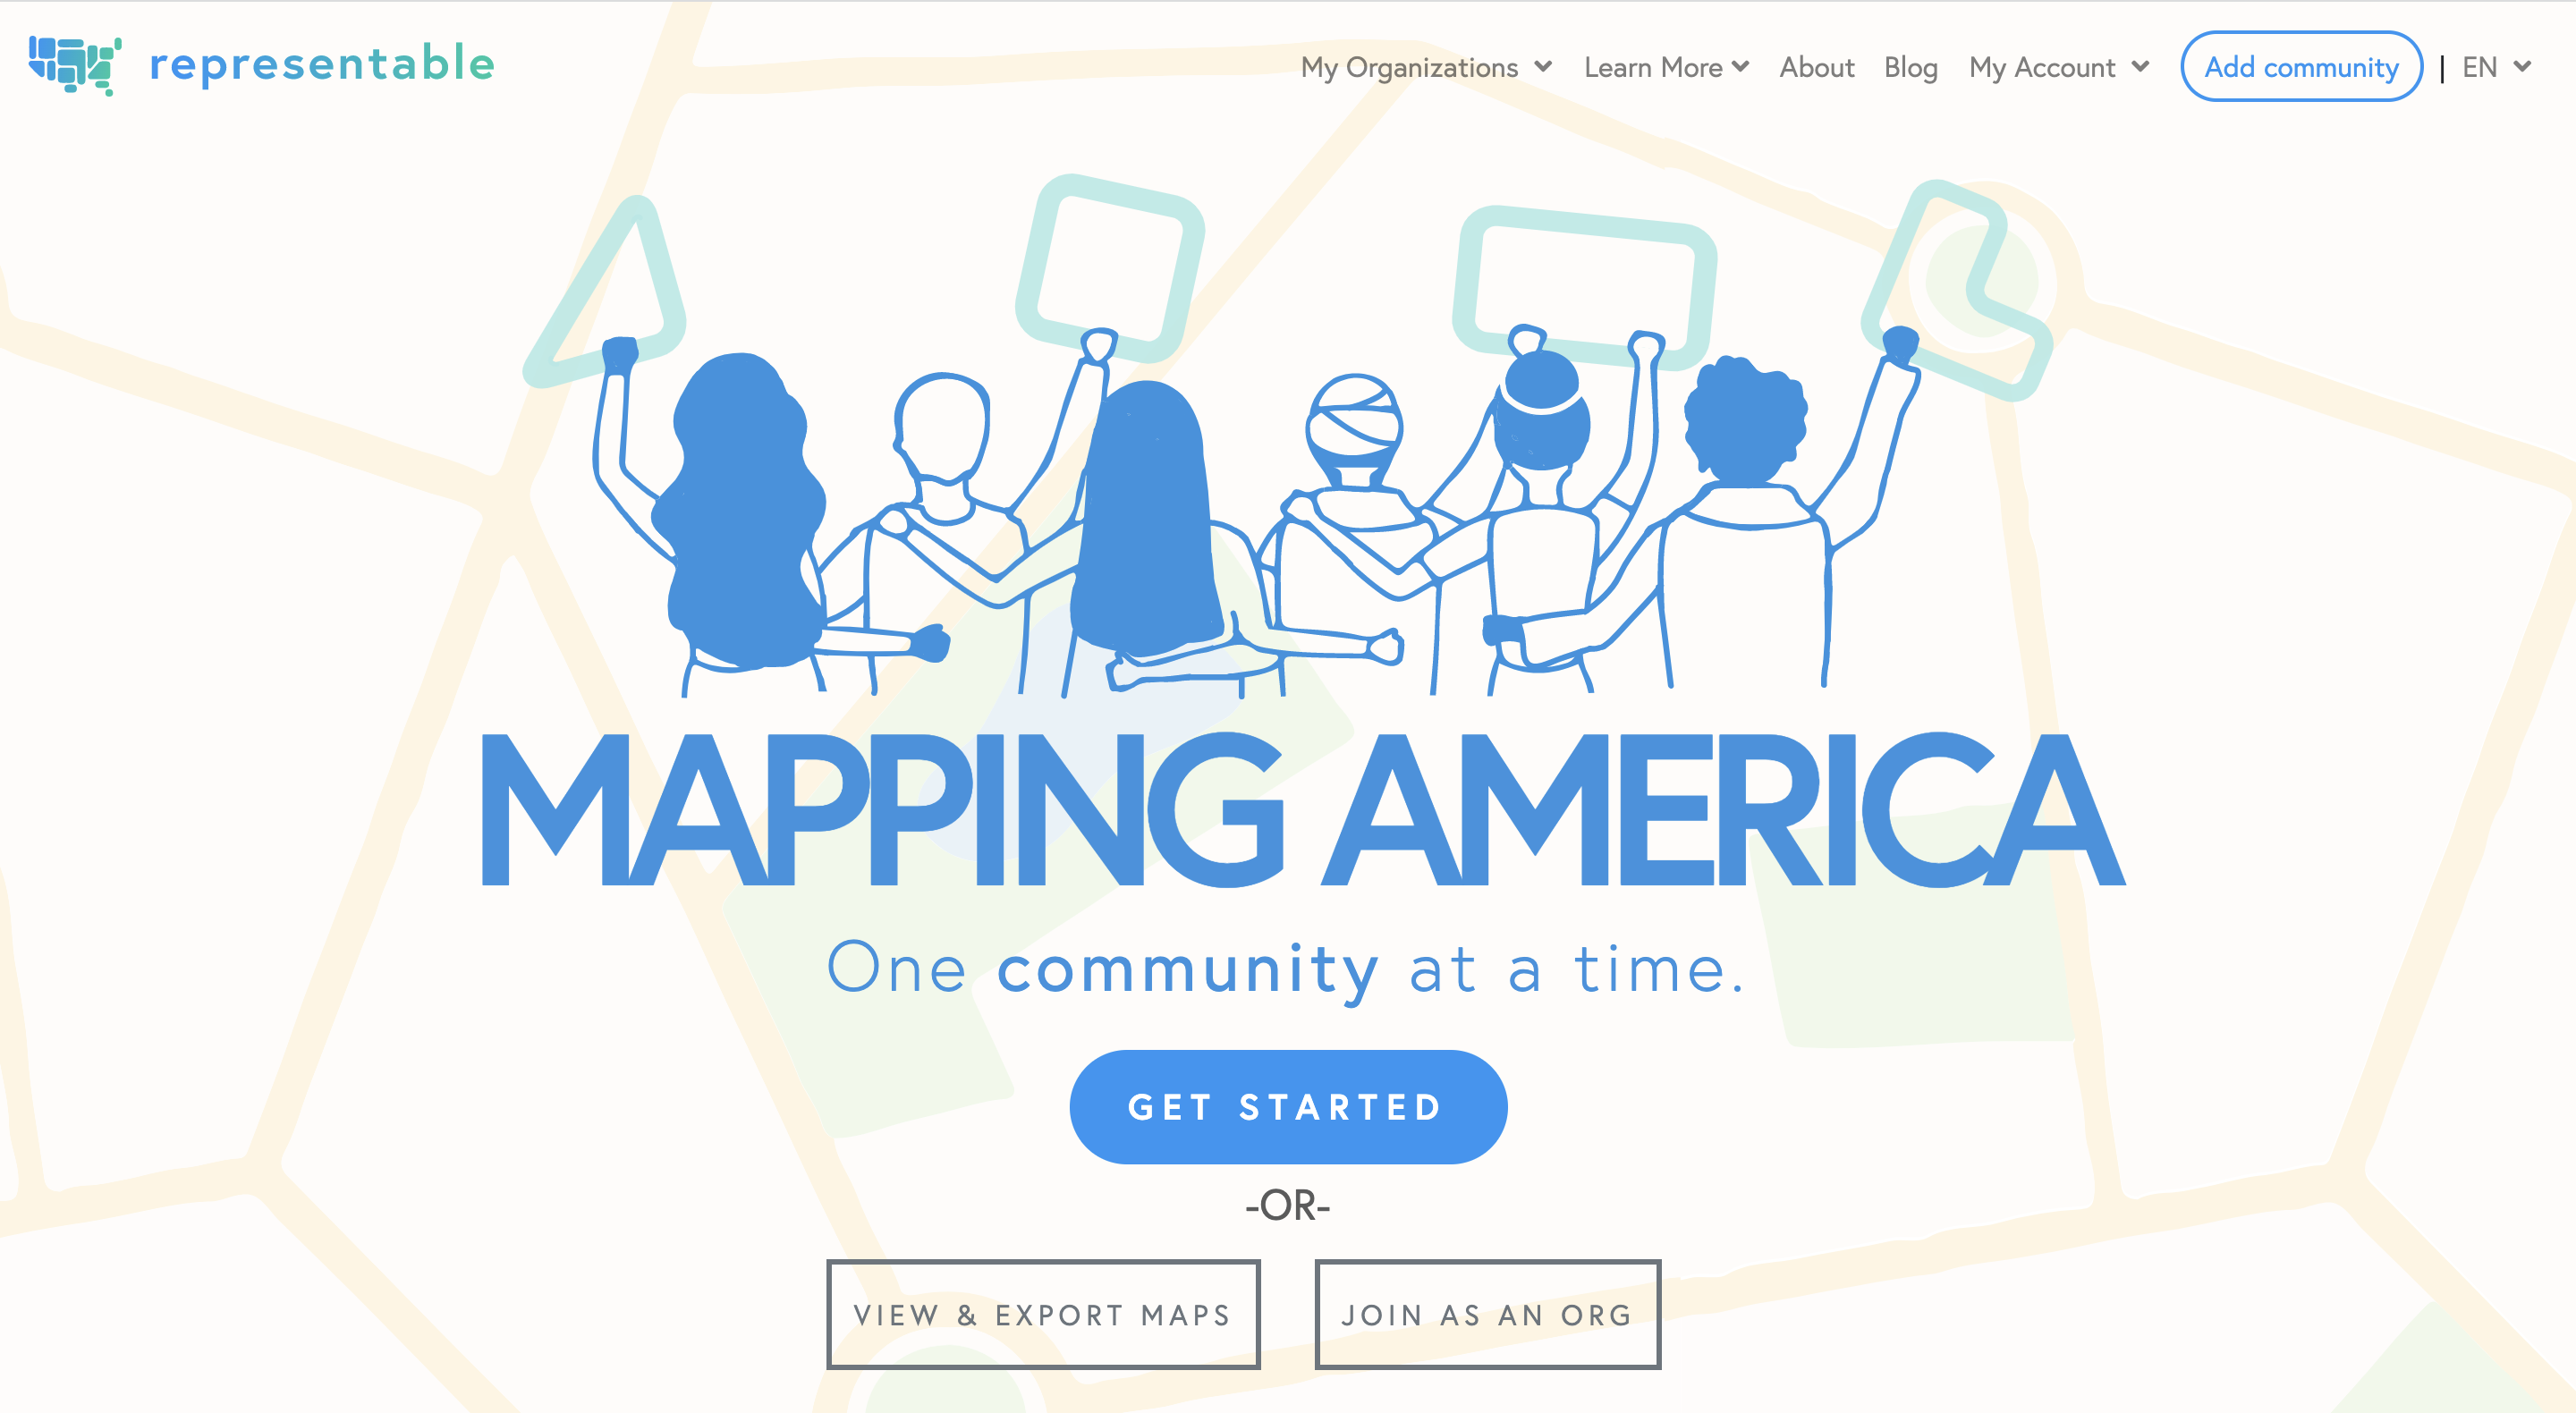 representable
My Organizations Learn More About Blog My Account Add community | EN
MAPPING AMERICA
One community at a time.
GET STARTED
-OR-
VIEW & EXPORT MAPS
JOIN AS AN ORG